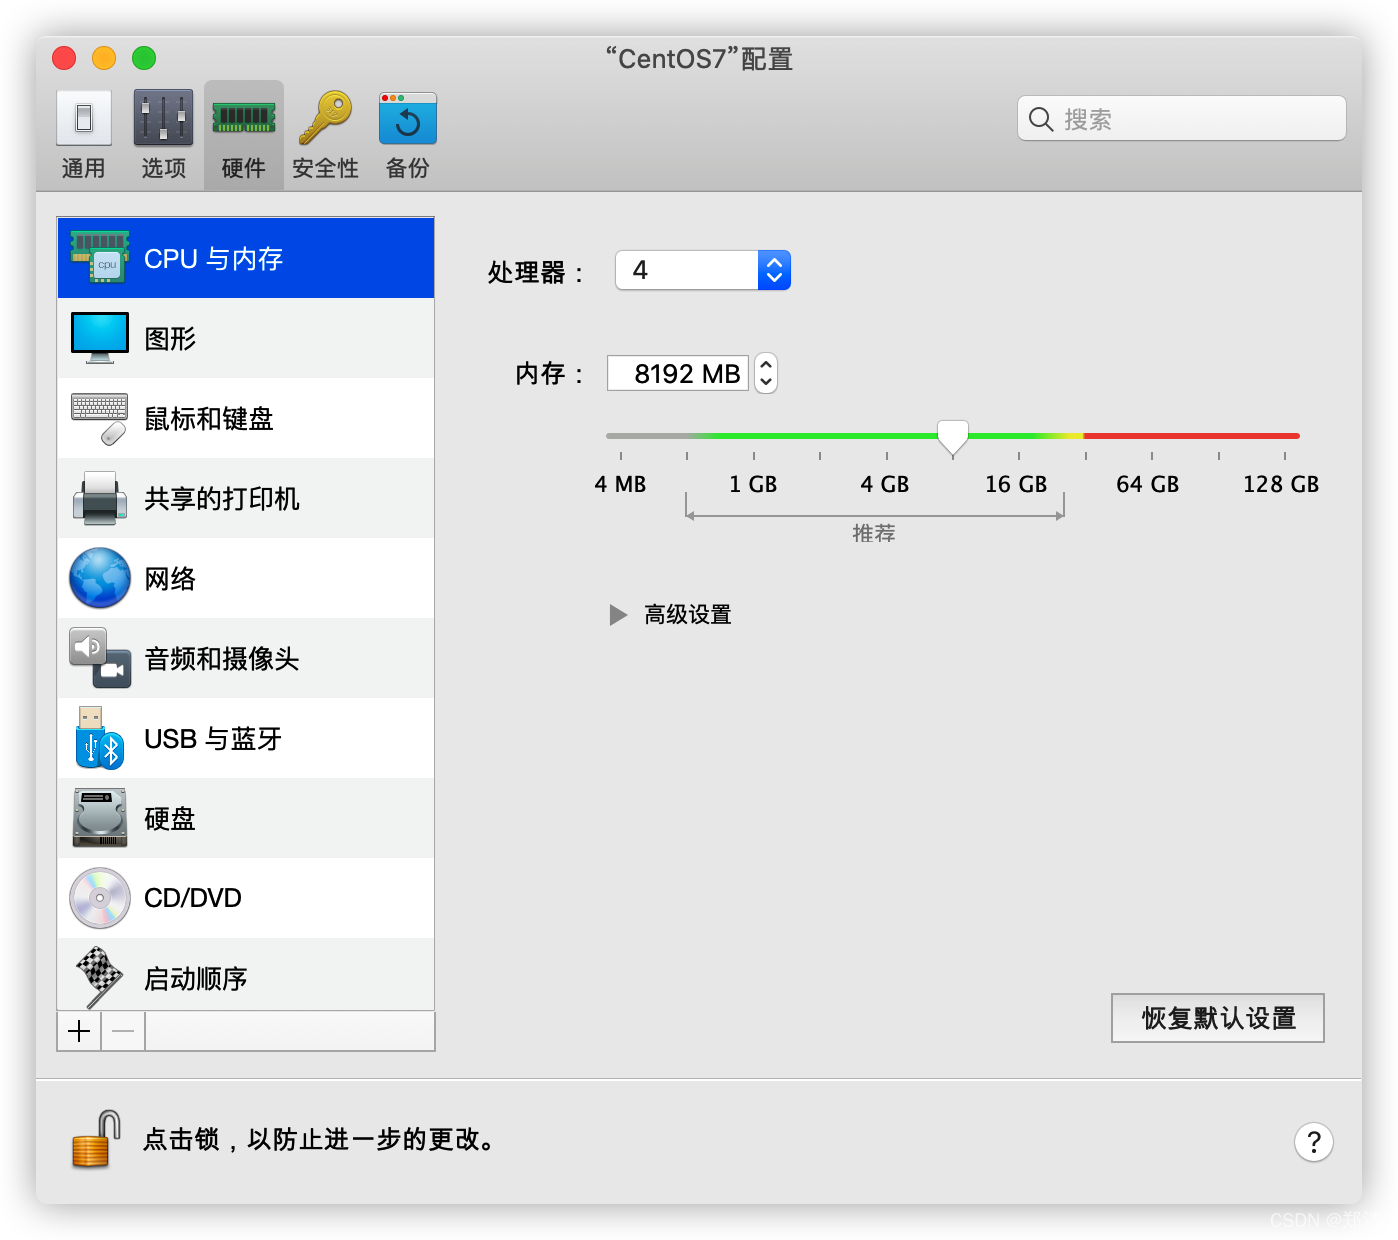 “CentOS7”配置
通用
选项
硬件
安全性
备份
搜索
CPU 与内存
cpu
图形
鼠标和键盘
共享的打印机
网络
音频和摄像头
USB 与蓝牙
硬盘
CD/DVD
启动顺序
处理器：
4
内存：
8192 MB
4 MB
1 GB
4 GB
16 GB
64 GB
128 GB
推荐
高级设置
恢复默认设置
点击锁，以防止进一步的更改。
?
CSDN